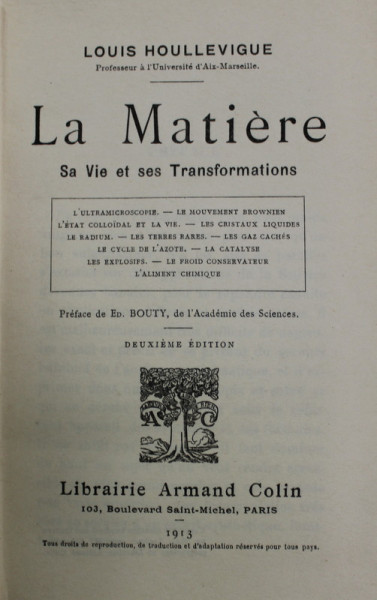 LOUIS HOULLEVIGUE
Professeur à l'Université d'Aix-Marseille.
La Matière
Sa Vie et ses Transformations
L'ULTRAMICROSCOPIE. — LE MOUVEMENT BROWNIEN
L'ÉTAT COLLOÏDAL ET LA VIE. — LES CRISTAUX LIQUIDES
LE RADIUM. — LES TERRES RARES. — LES GAZ CACHÉS
LE CYCLE DE L'AZOTE. — LA CATALYSE
LES EXPLOSIFS. — LE FROID CONSERVATEUR
L'ALIMENT CHIMIQUE
Préface de ED. BOUTY, de l'Académie des Sciences.
DEUXIÈME ÉDITION
A C
Librairie Armand Colin
103, Boulevard Saint-Michel, PARIS
1913
Tous droits de reproduction, de traduction et d'adaptation réservés pour tous pays.